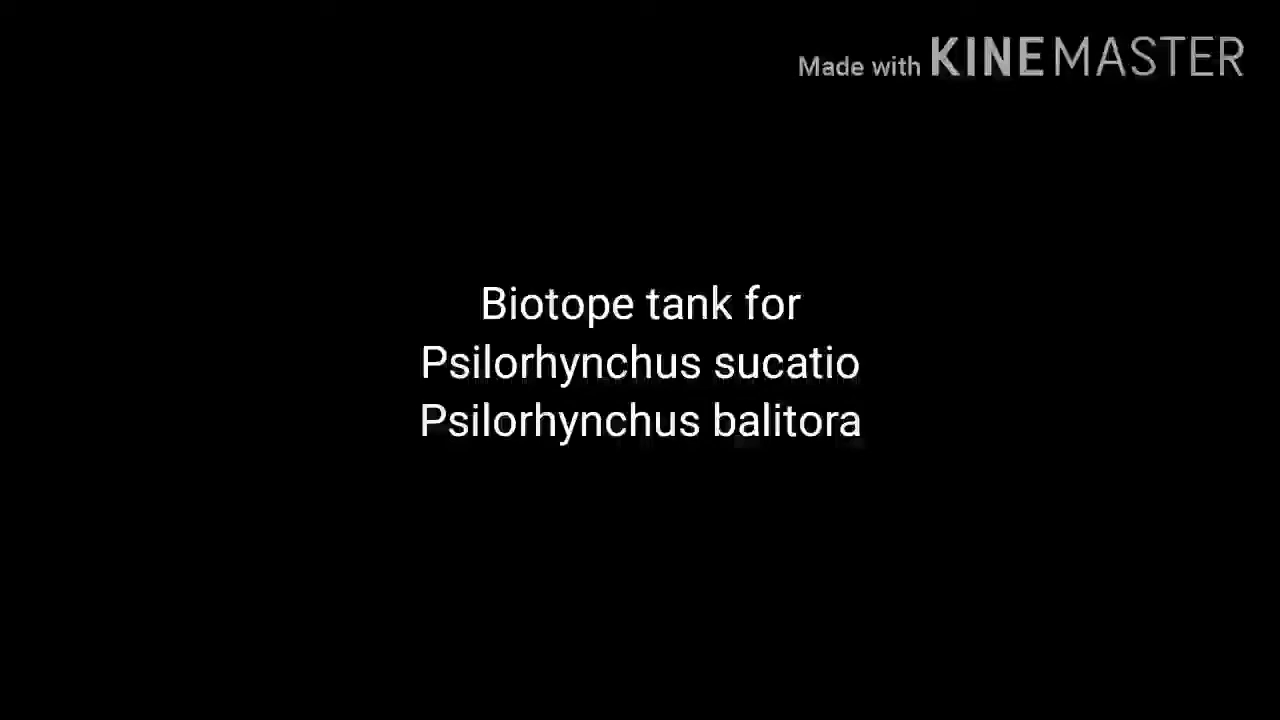 Made with KINEMASTER
Biotope tank for
Psilorhynchus sucatio
Psilorhynchus balitora